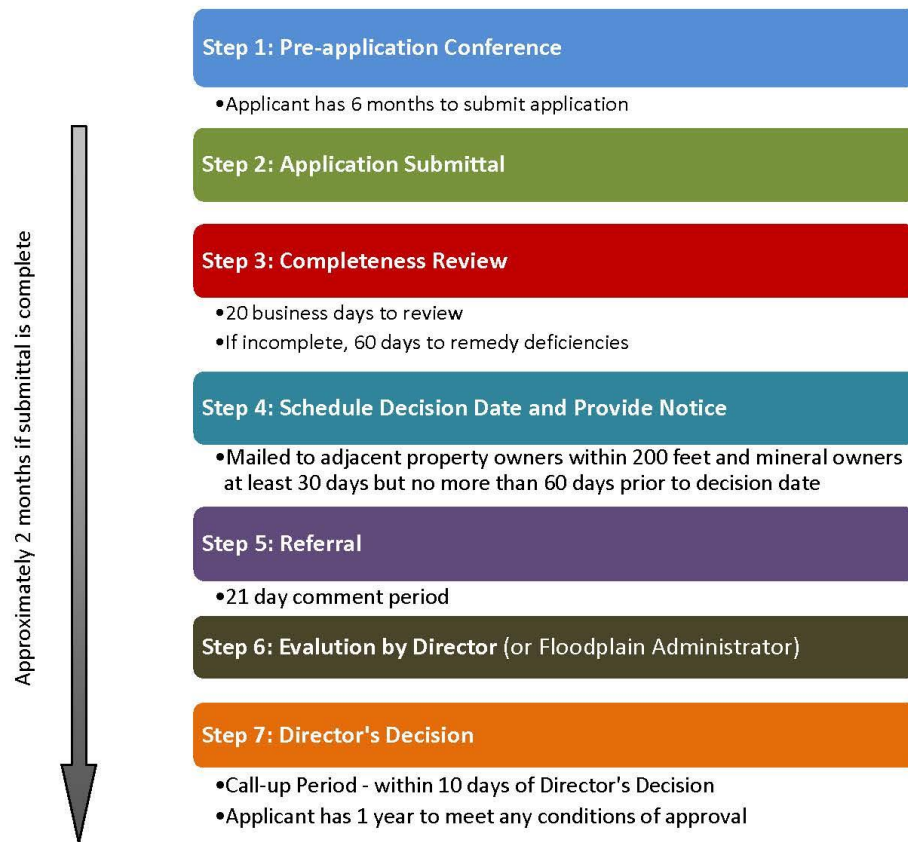 Step 1: Pre-application Conference
•Applicant has 6 months to submit application
Step 2: Application Submittal
Step 3: Completeness Review
•20 business days to review
•If incomplete, 60 days to remedy deficiencies
Step 4: Schedule Decision Date and Provide Notice
•Mailed to adjacent property owners within 200 feet and mineral owners
at least 30 days but no more than 60 days prior to decision date
Step 5: Referral
•21 day comment period
Step 6: Evalution by Director (or Floodplain Administrator)
Step 7: Director's Decision
•Call-up Period - within 10 days of Director's Decision
•Applicant has 1 year to meet any conditions of approval
Approximately 2 months if submittal is complete